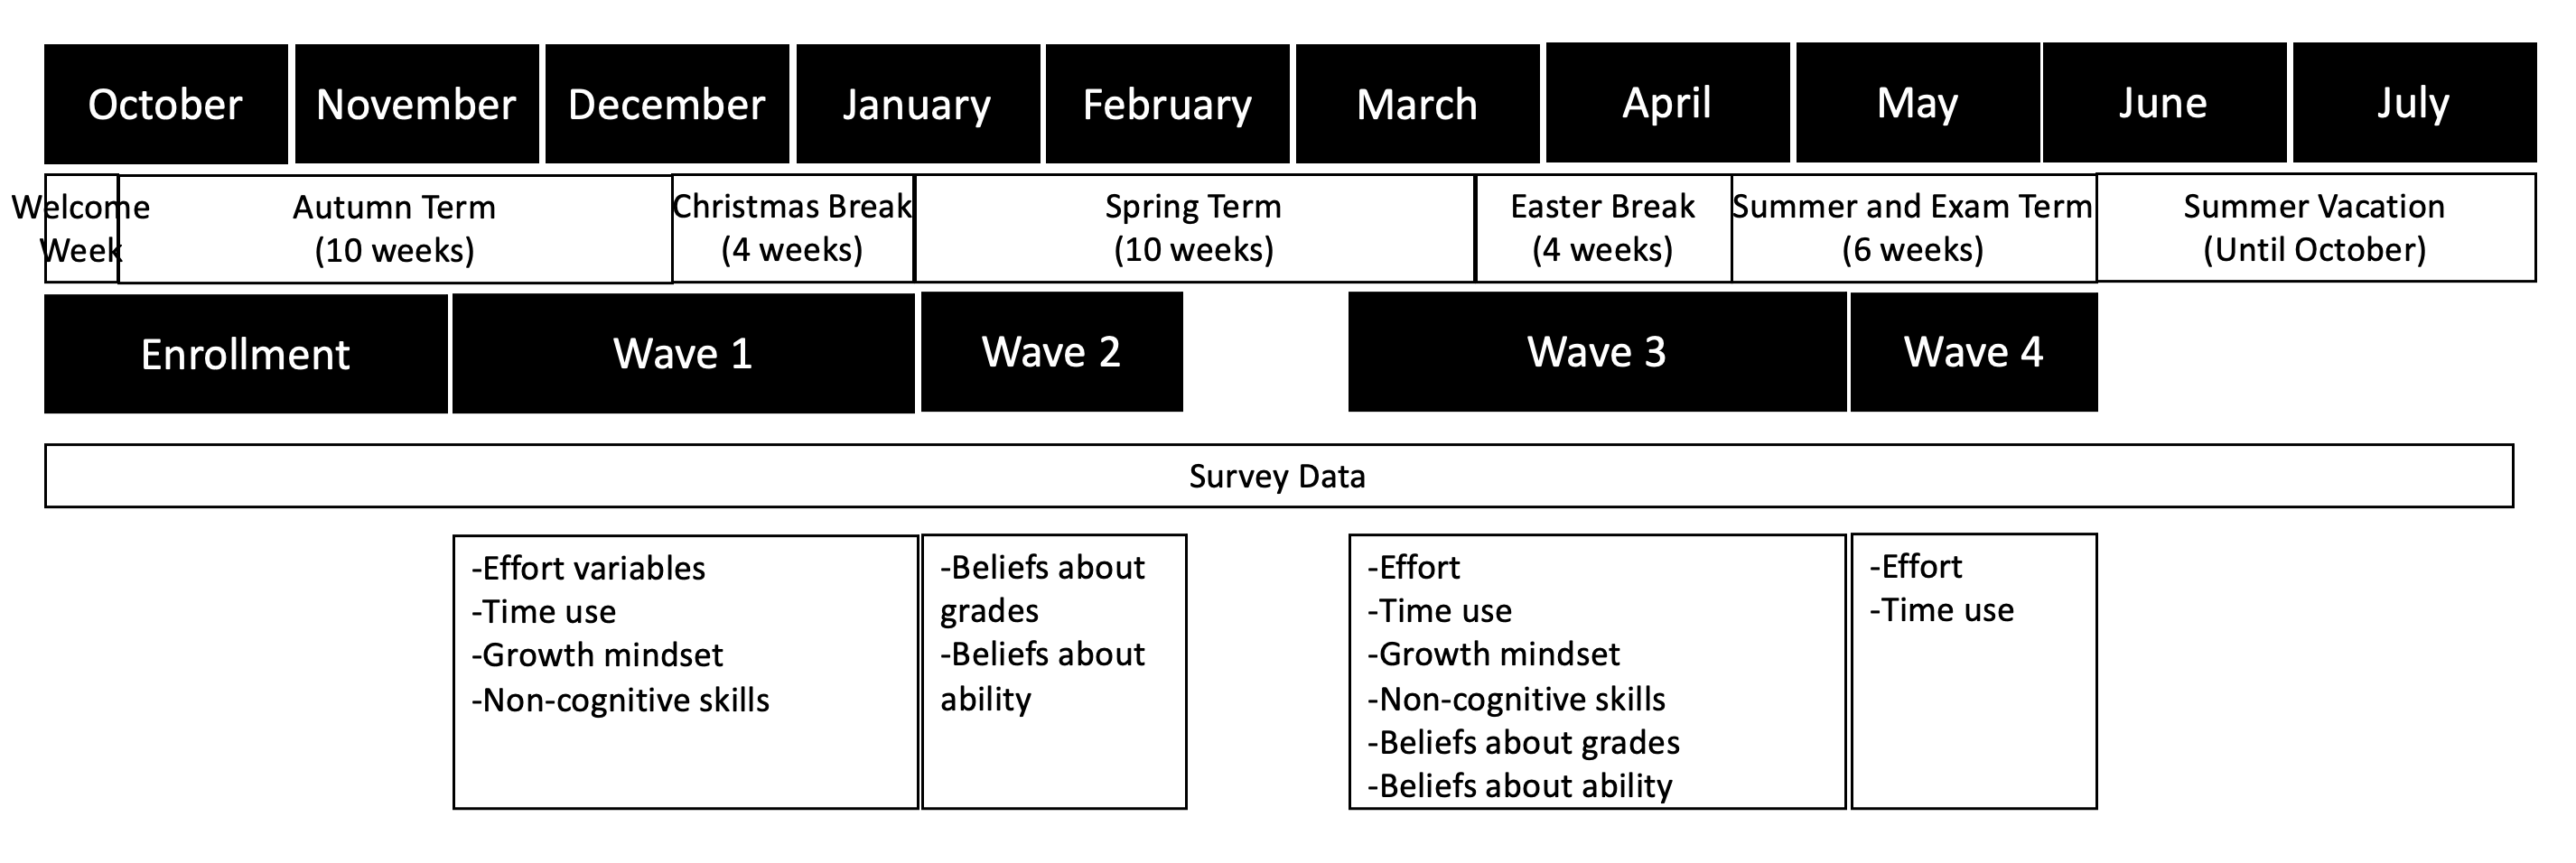 October
November
December
January
February
March
April
May
June
July
Welcome
Week
Autumn Term
(10 weeks)
Christmas Break
(4 weeks)
Spring Term
(10 weeks)
Easter Break
(4 weeks)
Summer and Exam Term
(6 weeks)
Summer Vacation
(Until October)
Enrollment
Wave 1
Wave 2
Wave 3
Wave 4
Survey Data
-Effort variables
-Time use
-Growth mindset
-Non-cognitive skills
-Beliefs about
grades
-Beliefs about
ability
-Effort
-Time use
-Growth mindset
-Non-cognitive skills
-Beliefs about grades
-Beliefs about ability
-Effort
-Time use